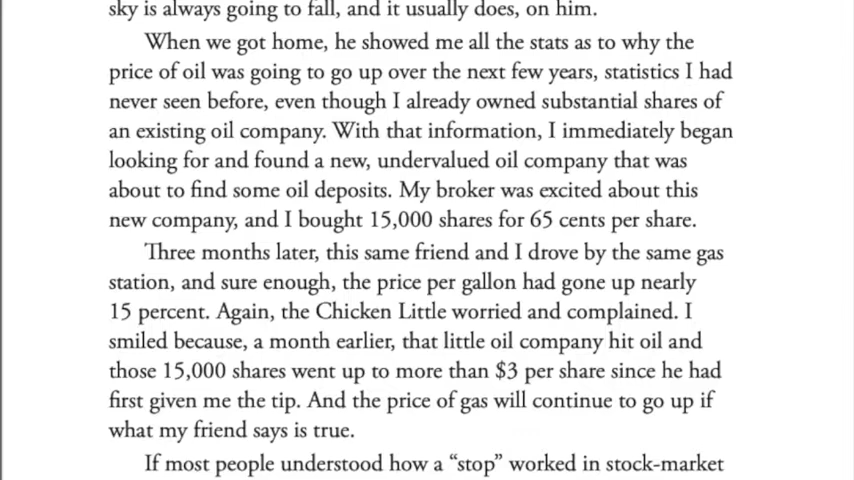 sky is always going to fall, and it usually does, on him.
When we got home, he showed me all the stats as to why the
price of oil was going to go up over the next few years, statistics I had
never seen before, even though I already owned substantial shares of
an existing oil company. With that information, I immediately began
looking for and found a new, undervalued oil company that was
about to find some oil deposits. My broker was excited about this
new company, and I bought 15,000 shares for 65 cents per share.
Three months later, this same friend and I drove by the same gas
station, and sure enough, the price per gallon had gone up nearly
15 percent. Again, the Chicken Little worried and complained. I
smiled because, a month earlier, that little oil company hit oil and
those 15,000 shares went up to more than $3 per share since he had
first given me the tip. And the price of gas will continue to go up if
what my friend says is true.
If most people understood how a “stop” worked in stock-market